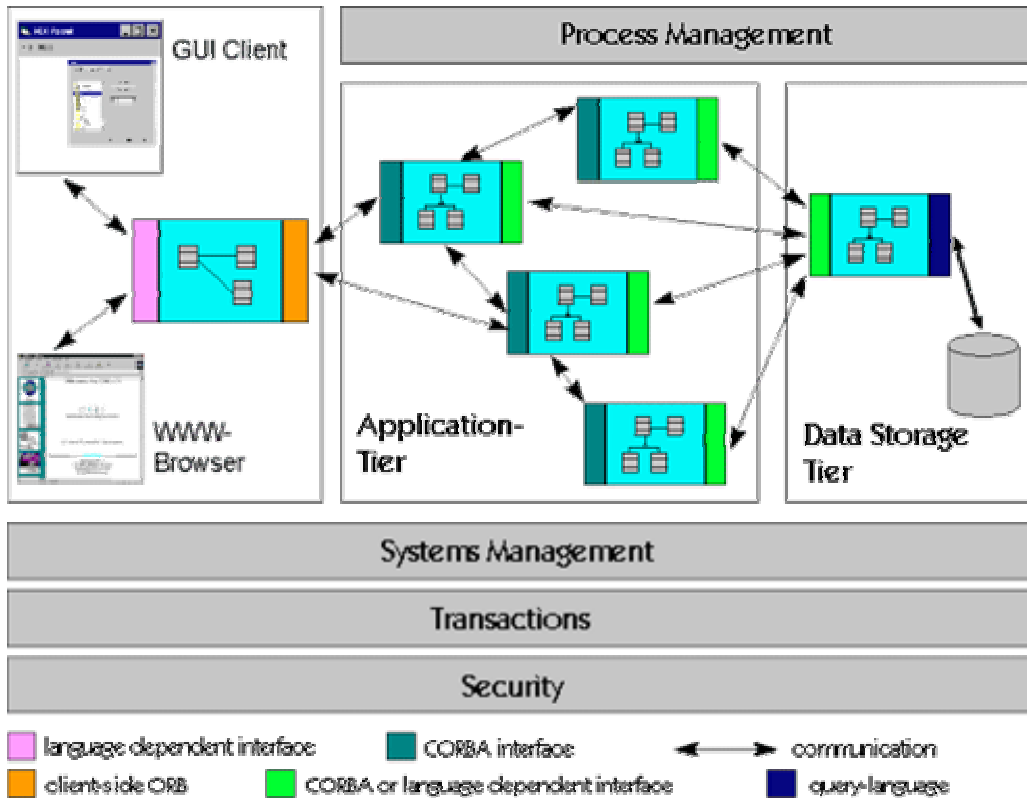 GUI Client
Process Management
WWW-
Browser
Application-
Tier
Data Storage
Tier
Systems Management
Transactions
Security
language dependent interface
CORBA interface
communication
client-side ORB
CORBA or language dependent interface
query-language